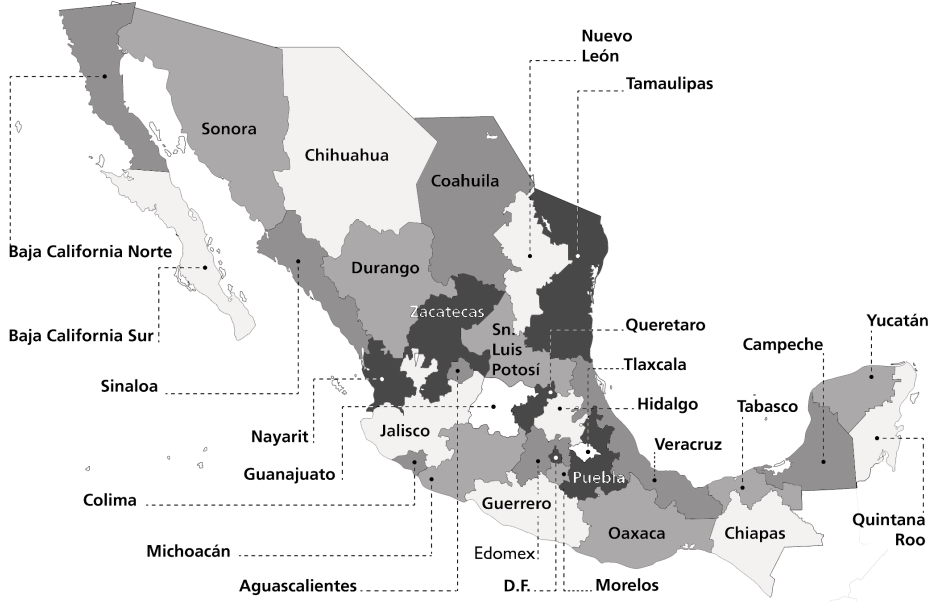 Nuevo
León
Tamaulipas
Sonora
Chihuahua
Coahuila
Baja California Norte
Durango
Zacatecas
Baja California Sur
Sn.
Luis
Potosí
Queretaro
Yucatán
Campeche
Tlaxcala
Sinaloa
Hidalgo
Tabasco
Jalisco
Nayarit
Veracruz
Guanajuato
Puebla
Colima
Guerrero
Quintana
Roo
Oaxaca
Chiapas
Michoacán
Edomex
Aguascalientes
D.F.
Morelos